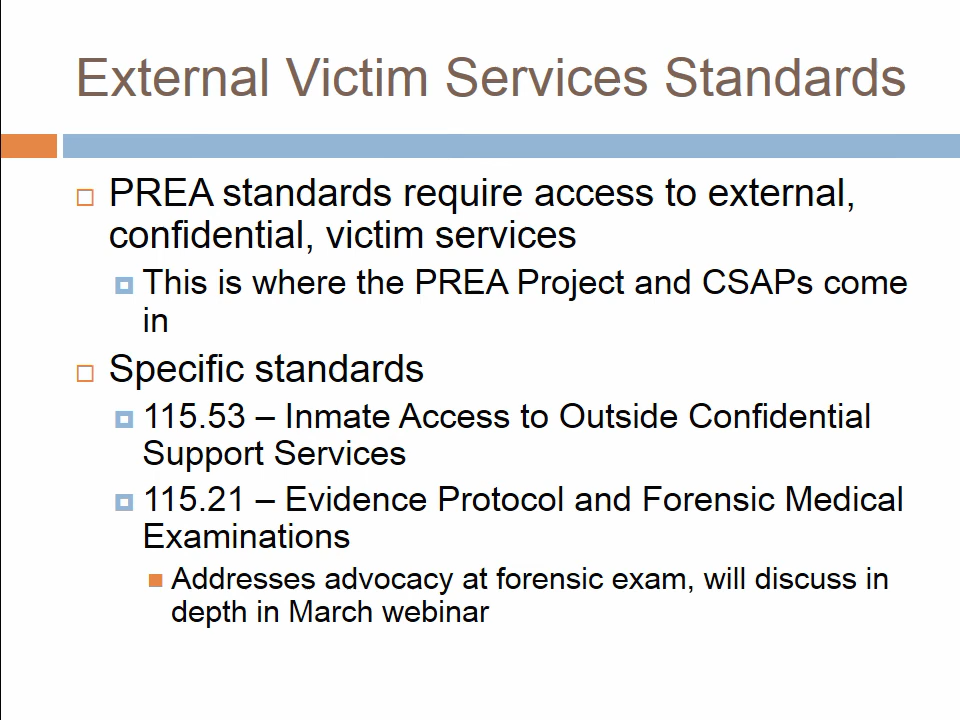 External Victim Services Standards
PREA standards require access to external,
confidential, victim services
This is where the PREA Project and CSAPs come
in
Specific standards
115.53 – Inmate Access to Outside Confidential
Support Services
115.21 – Evidence Protocol and Forensic Medical
Examinations
Addresses advocacy at forensic exam, will discuss in
depth in March webinar